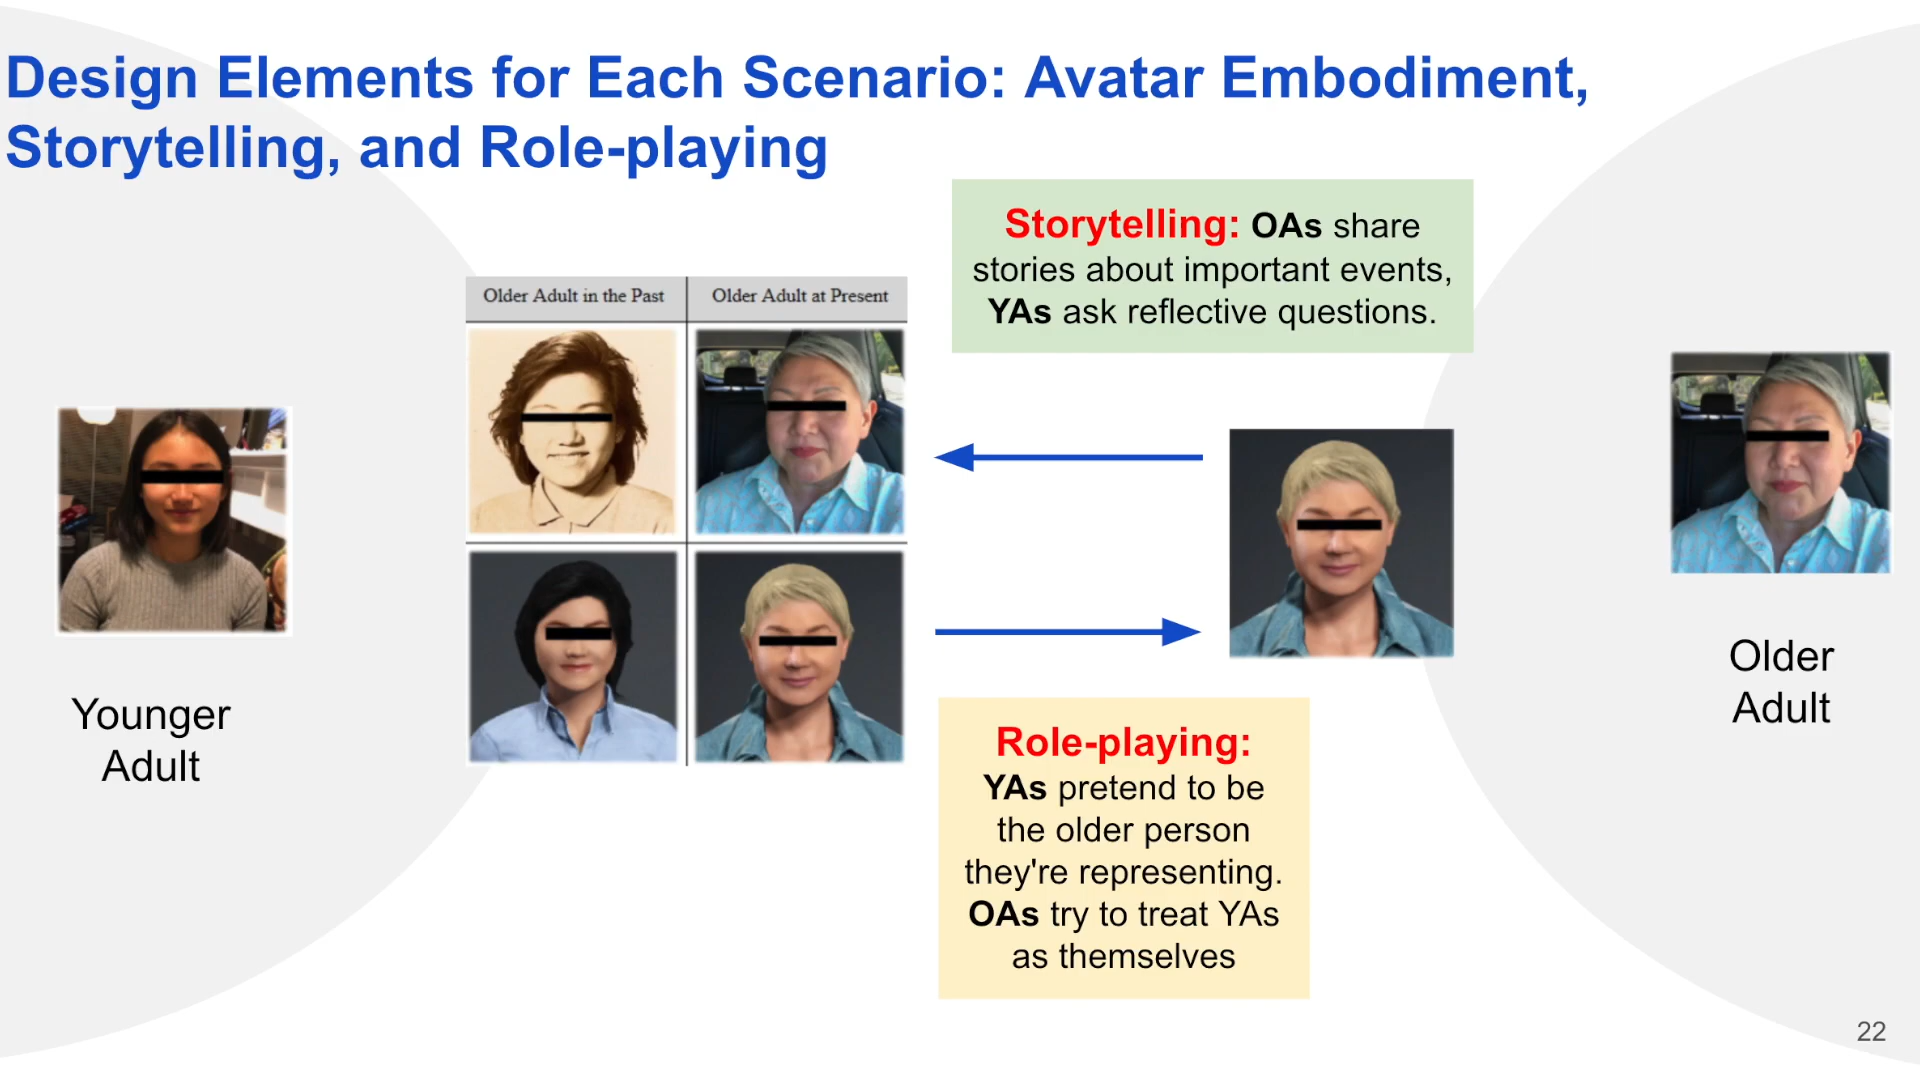 Design Elements for Each Scenario: Avatar Embodiment,
Storytelling, and Role-playing
Storytelling: OAs share
stories about important events,
YAs ask reflective questions.
Older Adult in the Past
Older Adult at Present
Younger
Adult
Older
Adult
Role-playing:
YAs pretend to be
the older person
they're representing.
OAs try to treat YAs
as themselves
22